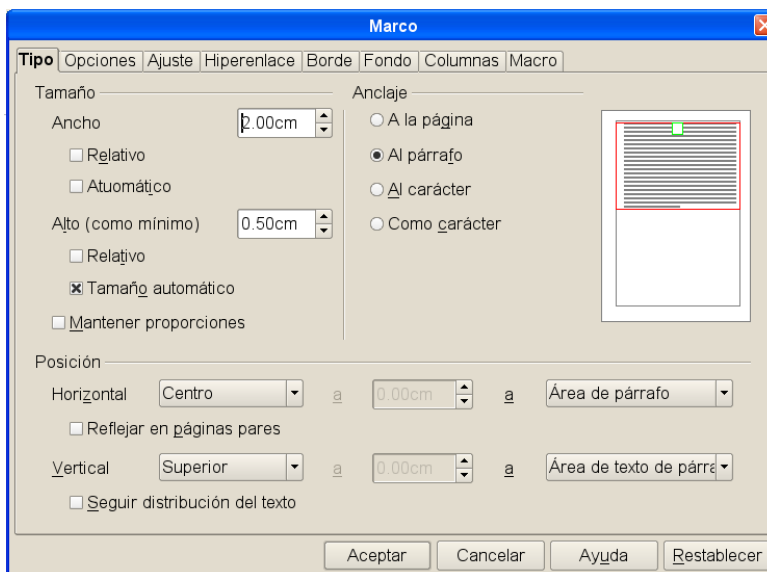 Marco
Tipo Opciones Ajuste Hiperenlace Borde Fondo Columnas Macro
Tamaño
Ancho 2.00cm
Relativo
Atuomático
Alto (como mínimo) 0.50cm
Relativo
Tamaño automático
Mantener proporciones
Anclaje
A la página
Al párrafo
Al carácter
Como carácter
Posición
Horizontal Centro a 0.00cm a Área de párrafo
Reflejar en páginas pares
Vertical Superior a 0.00cm a Área de texto de párra
Seguir distribución del texto
Aceptar Cancelar Ayuda Restablecer